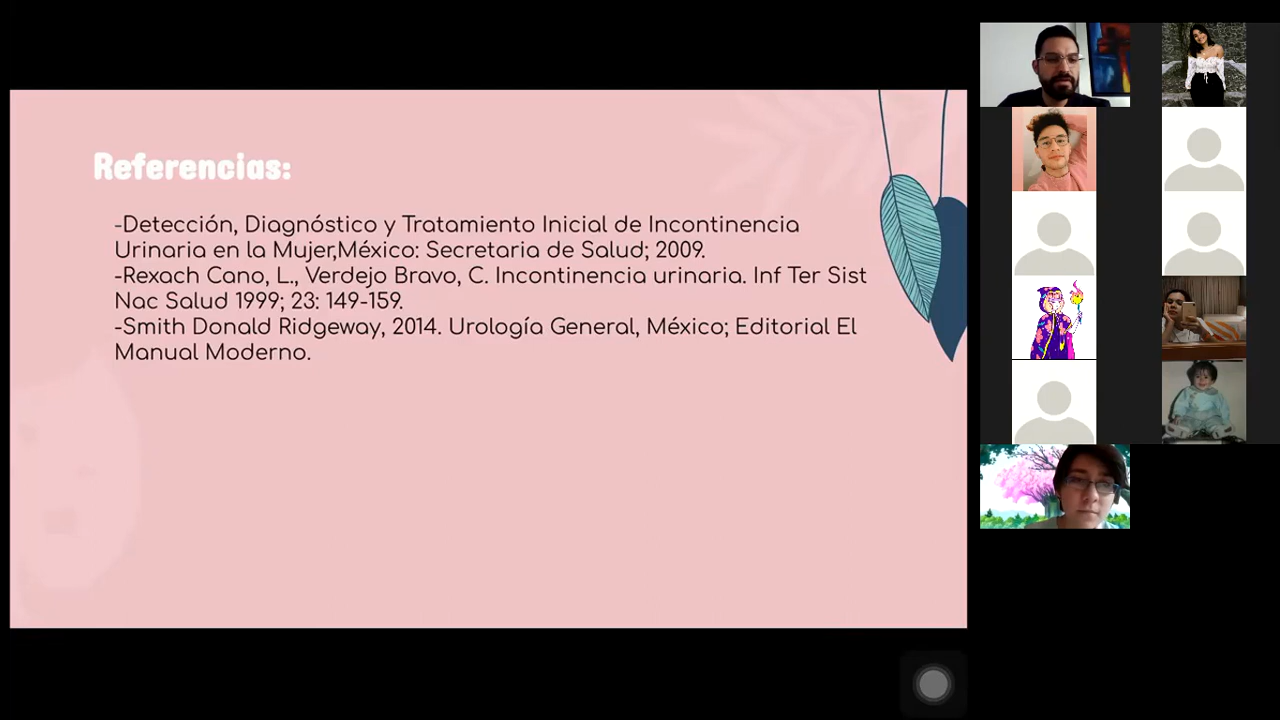 Referencias:
-Detección, Diagnóstico y Tratamiento Inicial de Incontinencia
Urinaria en la Mujer,México: Secretaria de Salud; 2009.
-Rexach Cano, L., Verdejo Bravo, C. Incontinencia urinaria. Inf Ter Sist
Nac Salud 1999; 23: 149-159.
-Smith Donald Ridgeway, 2014. Urología General, México; Editorial El
Manual Moderno.